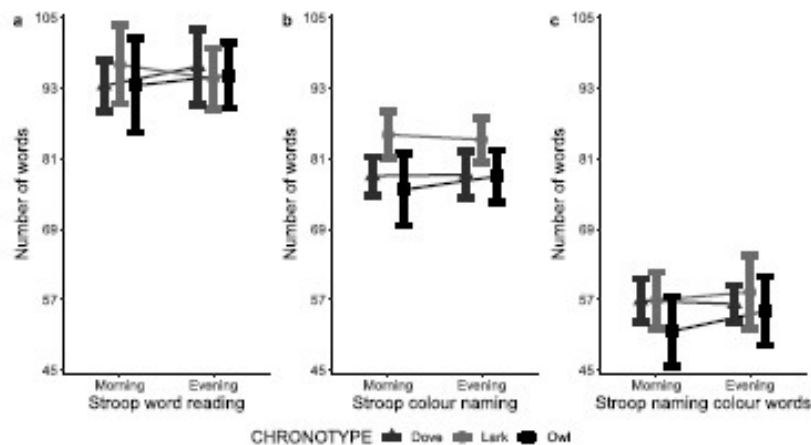 a
105
93
81
69
57
45
Number of words
Morning Evening
Stroop word reading
b
105
93
81
69
57
45
Number of words
Morning Evening
Stroop colour naming
c
105
93
81
69
57
45
Number of words
Morning Evening
Stroop naming colour words
CHRONOTYPE Dove Lark Owl